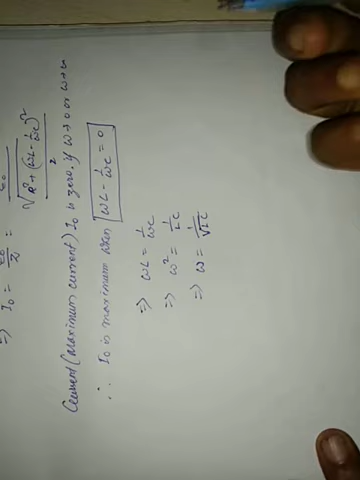 ⇒ I₀ = e₀/Z = e₀/√(R²+(ωL-1/ωC)²)
Current (Maximum current) I₀ is zero, if ω→0 or ω→∞
∴ I₀ is maximum when ωL - 1/ωC = 0
⇒ ωL = 1/ωC
⇒ ω² = 1/LC
⇒ ω = 1/√LC